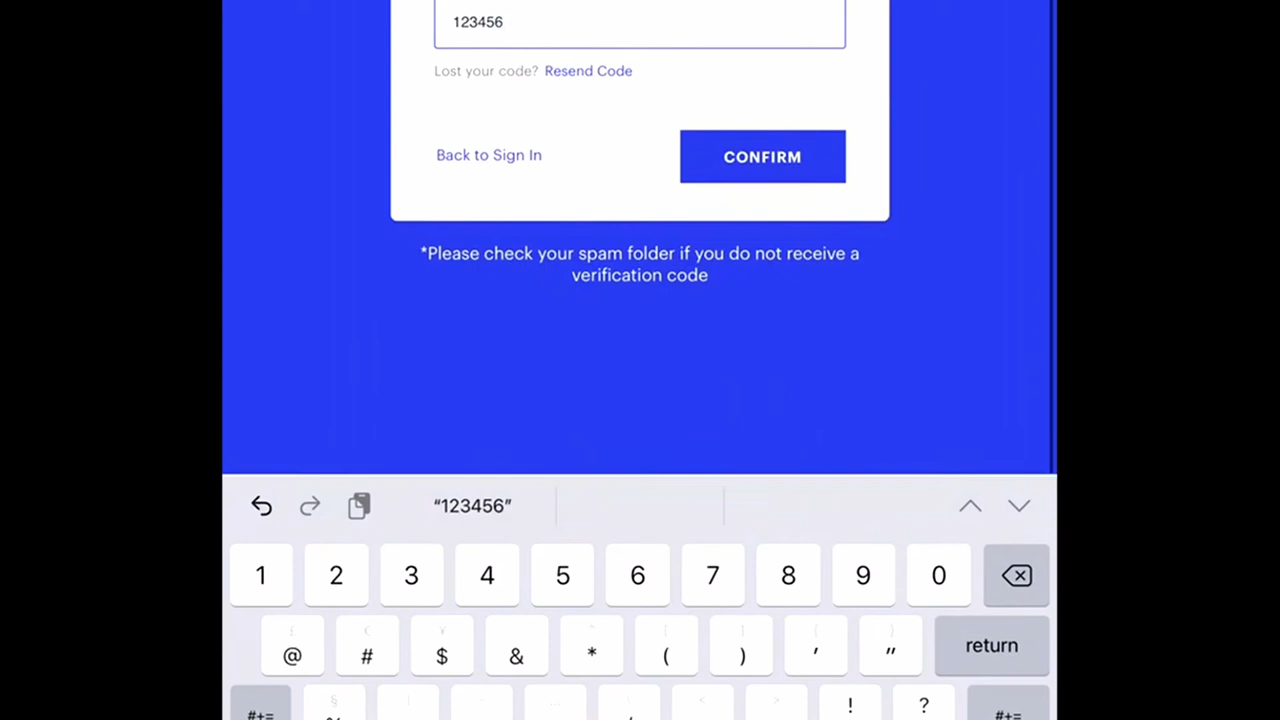 123456
Lost your code? Resend Code
Back to Sign In
CONFIRM
*Please check your spam folder if you do not receive a
verification code
“123456”
1 2 3 4 5 6 7 8 9 0
@ # $ & * ( ) ' " return
#+= ! ? #+=